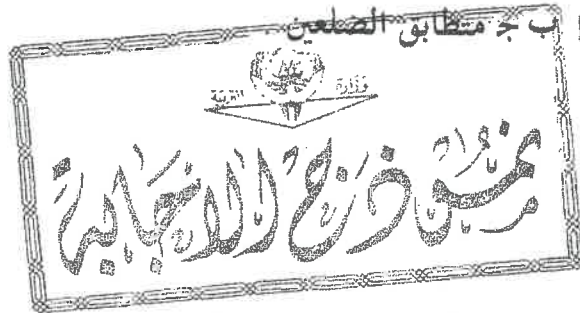 ب ج متطابق الضلعين
وزارة التربية
نموذج الإجابة